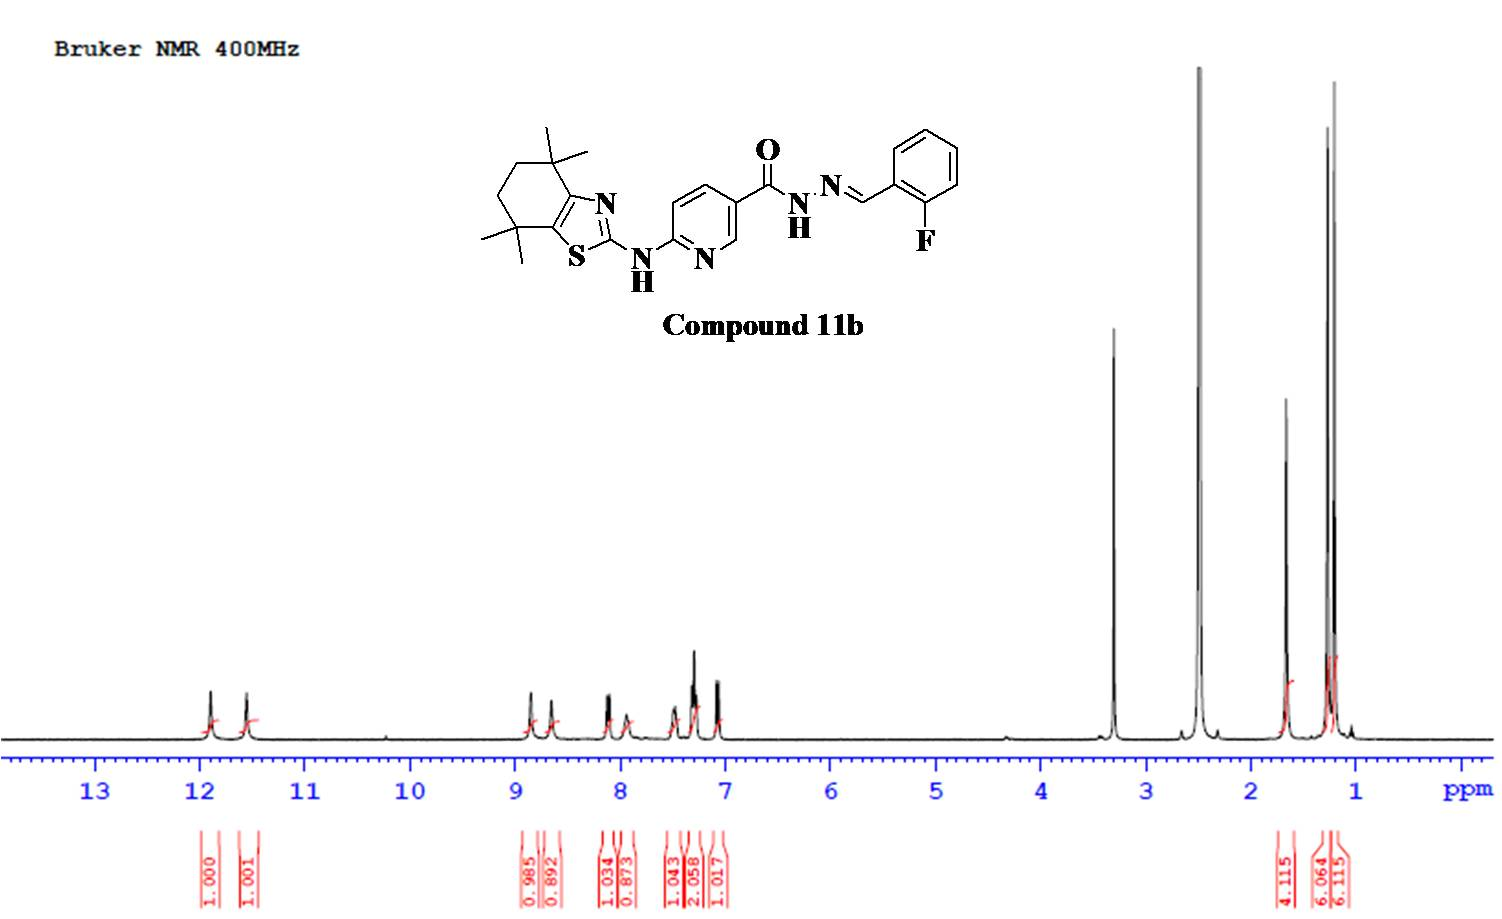 Bruker NMR 400MHz
O
N
N
N
H
F
S
N
H
N
Compound 11b
13 12 11 10 9 8 7 6 5 4 3 2 1 ppm
1.000 1.001 0.985 0.892 1.034 0.873 1.043 2.058 1.017 4.115 6.064 6.115